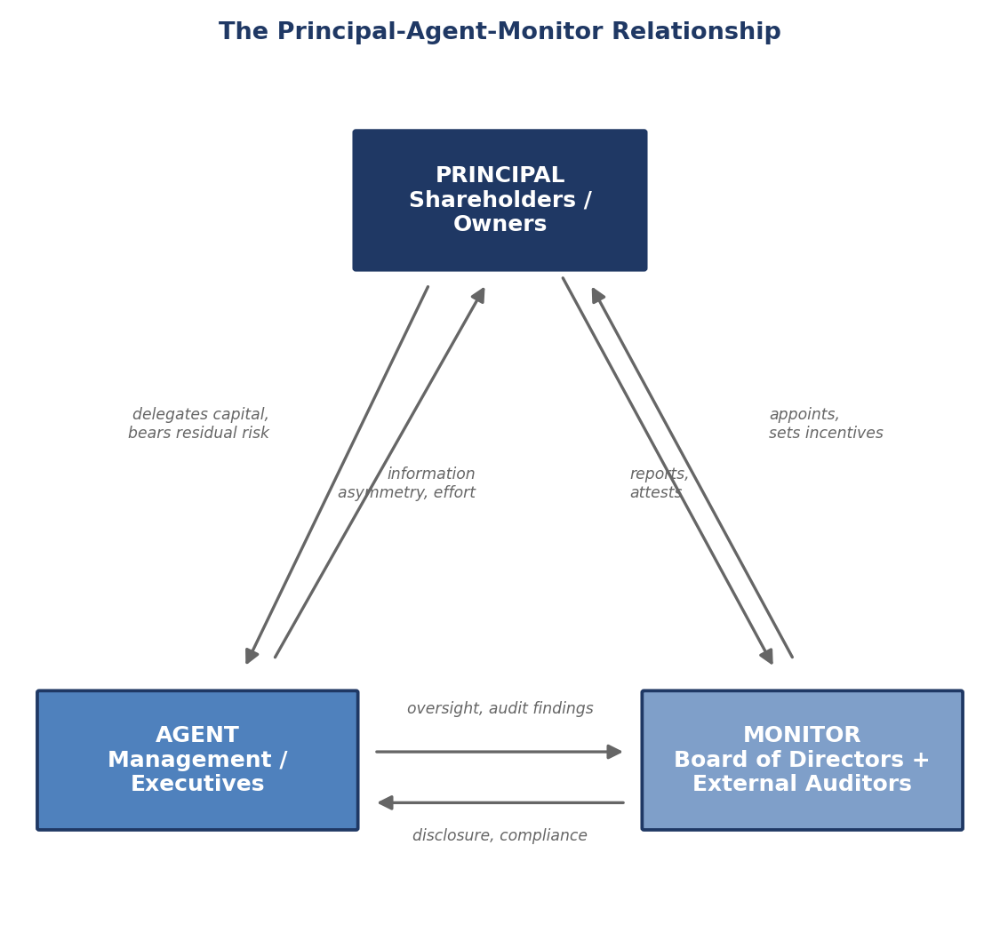 The Principal-Agent-Monitor Relationship
PRINCIPAL
Shareholders /
Owners
delegates capital,
bears residual risk
appoints,
sets incentives
information
asymmetry, effort
reports,
attests
oversight, audit findings
AGENT
Management /
Executives
MONITOR
Board of Directors +
External Auditors
disclosure, compliance